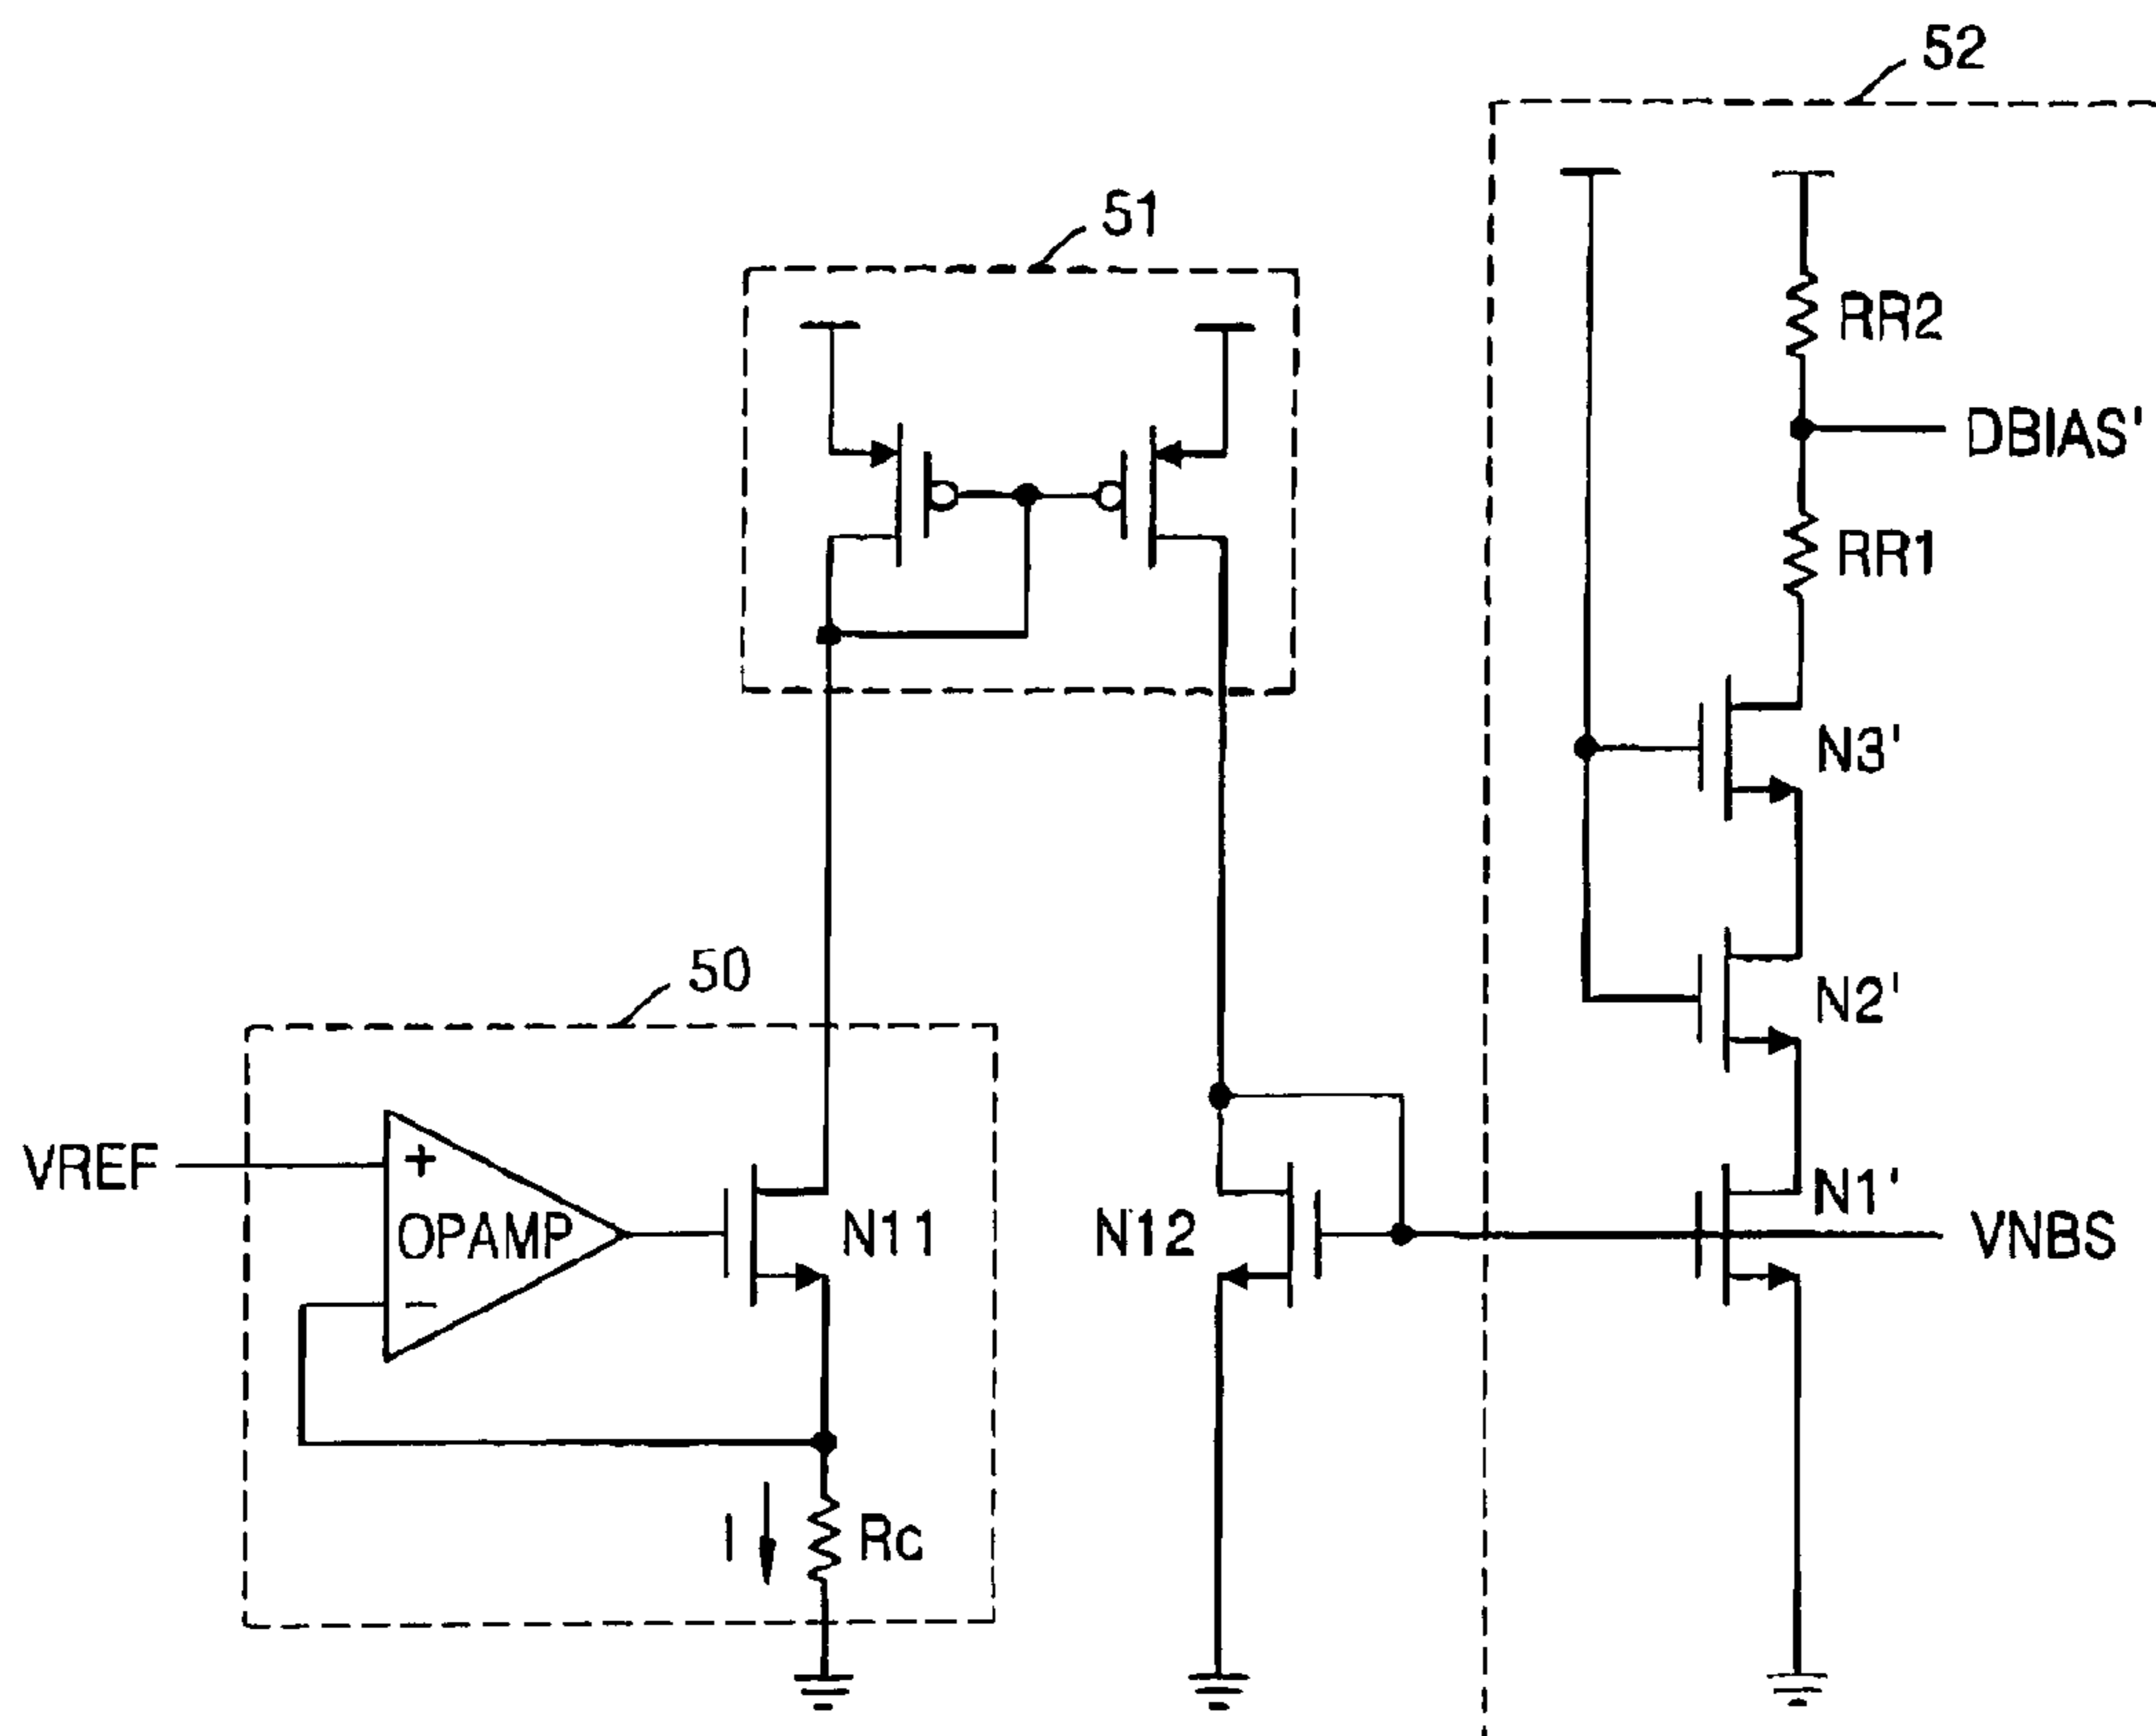 52
51
RR2
DBIAS'
RR1
N3'
50
N2'
VREF
+
OPAMP
-
N11
N12
N1'
VNBS
I
Rc